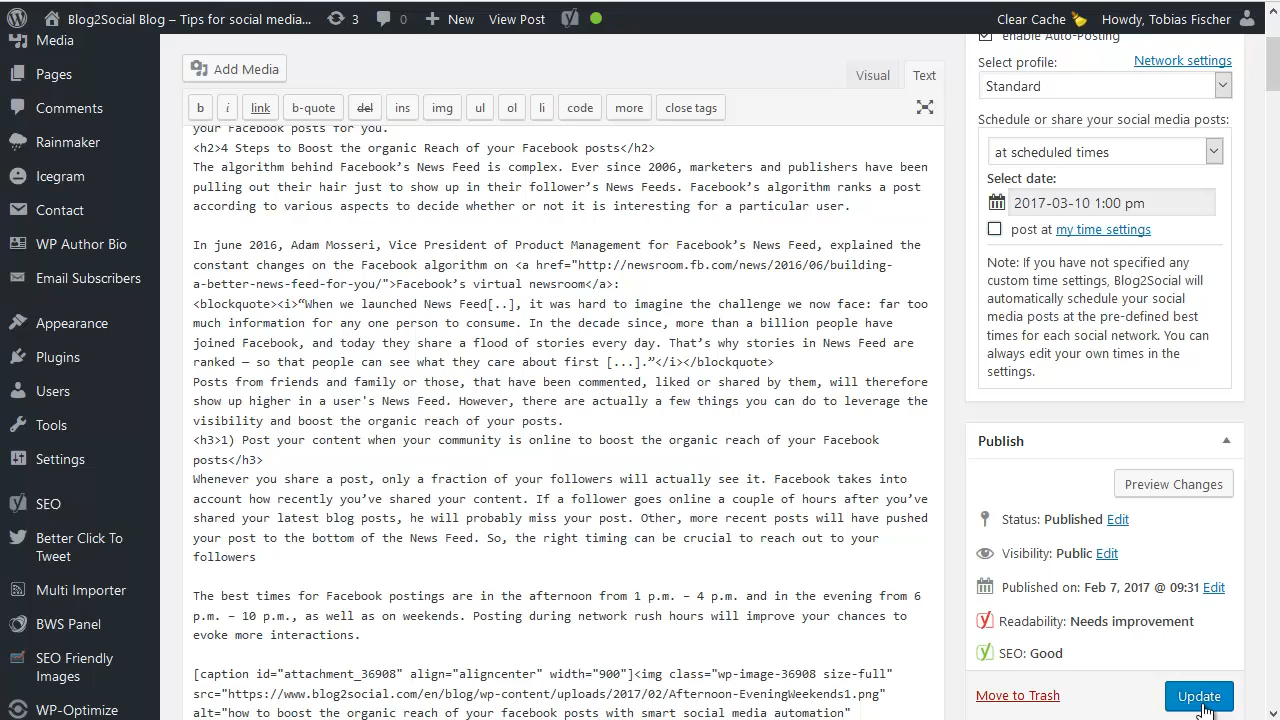 Blog2Social Blog – Tips for social media... 3 0 New View Post Clear Cache Howdy, Tobias Fischer
Media
Pages
Comments
Rainmaker
Icegram
Contact
WP Author Bio
Email Subscribers
Appearance
Plugins
Users
Tools
Settings
SEO
Better Click To
Tweet
Multi Importer
BWS Panel
SEO Friendly
Images
WP-Optimize
Add Media
Visual Text
b i link b-quote del ins img ul ol li code more close tags
your Facebook posts for you.
<h2>4 Steps to Boost the organic Reach of your Facebook posts</h2>
The algorithm behind Facebook’s News Feed is complex. Ever since 2006, marketers and publishers have been
pulling out their hair just to show up in their follower’s News Feeds. Facebook’s algorithm ranks a post
according to various aspects to decide whether or not it is interesting for a particular user.
In june 2016, Adam Mosseri, Vice President of Product Management for Facebook’s News Feed, explained the
constant changes on the Facebook algorithm on <a href="http://newsroom.fb.com/news/2016/06/building-
a-better-news-feed-for-you/">Facebook’s virtual newsroom</a>:
<blockquote><i>“When we launched News Feed[..], it was hard to imagine the challenge we now face: far too
much information for any one person to consume. In the decade since, more than a billion people have
joined Facebook, and today they share a flood of stories every day. That’s why stories in News Feed are
ranked — so that people can see what they care about first [...].”</i></blockquote>
Posts from friends and family or those, that have been commented, liked or shared by them, will therefore
show up higher in a user's News Feed. However, there are actually a few things you can do to leverage the
visibility and boost the organic reach of your posts.
<h3>1) Post your content when your community is online to boost the organic reach of your Facebook
posts</h3>
Whenever you share a post, only a fraction of your followers will actually see it. Facebook takes into
account how recently you’ve shared your content. If a follower goes online a couple of hours after you’ve
shared your latest blog posts, he will probably miss your post. Other, more recent posts will have pushed
your post to the bottom of the News Feed. So, the right timing can be crucial to reach out to your
followers
The best times for Facebook postings are in the afternoon from 1 p.m. – 4 p.m. and in the evening from 6
p.m. – 10 p.m., as well as on weekends. Posting during network rush hours will improve your chances to
evoke more interactions.
[caption id="attachment_36908" align="aligncenter" width="900"]<img class="wp-image-36908 size-full"
src="https://www.blog2social.com/en/blog/wp-content/uploads/2017/02/Afternoon-EveningWeekends1.png"
alt="how to boost the organic reach of your facebook posts with smart social media automation"
enable Auto-Posting
Select profile: Network settings
Standard
Schedule or share your social media posts:
at scheduled times
Select date:
2017-03-10 1:00 pm
post at my time settings
Note: If you have not specified any
custom time settings, Blog2Social will
automatically schedule your social
media posts at the pre-defined best
times for each social network. You can
always edit your own times in the
settings.
Publish
Preview Changes
Status: Published Edit
Visibility: Public Edit
Published on: Feb 7, 2017 @ 09:31 Edit
Readability: Needs improvement
SEO: Good
Move to Trash Update